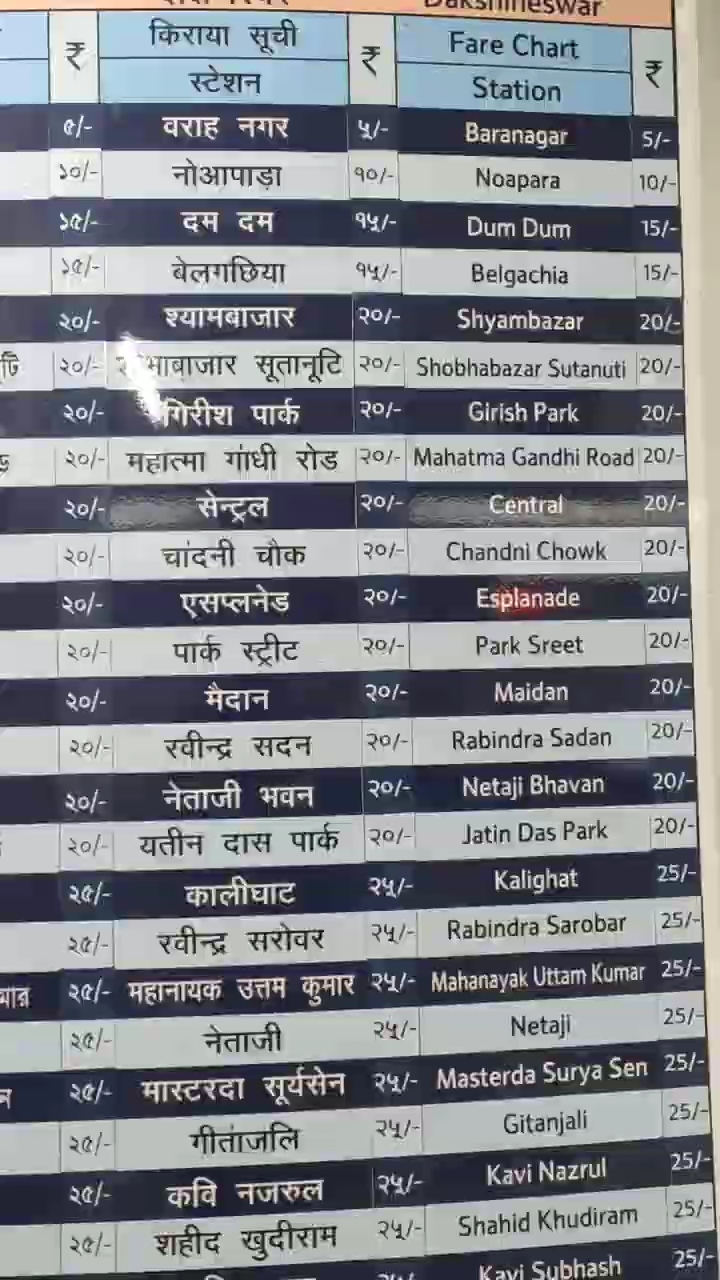 Dakshineswar
₹ किराया सूची ₹ Fare Chart ₹
स्टेशन Station
৫/- वराह नगर ५/- Baranagar 5/-
১০/- नोआपाड़ा १०/- Noapara 10/-
১৫/- दम दम १५/- Dum Dum 15/-
১৫/- बेलगछिया १५/- Belgachia 15/-
২০/- श्यामबाजार २०/- Shyambazar 20/-
টি ২০/- सूतानूटि २०/- Shobhabazar Sutanuti 20/-
২০/- गिरीश पार्क २०/- Girish Park 20/-
২০/- महात्मा गांधी रोड २०/- Mahatma Gandhi Road 20/-
২০/- सेन्ट्रल २०/- Central 20/-
২০/- चांदनी चौक २०/- Chandni Chowk 20/-
২০/- एसप्लनेड २०/- Esplanade 20/-
২০/- पार्क स्ट्रीट २०/- Park Sreet 20/-
২০/- मैदान २०/- Maidan 20/-
২০/- रवीन्द्र सदन २०/- Rabindra Sadan 20/-
২০/- नेताजी भवन २०/- Netaji Bhavan 20/-
২০/- यतीन दास पार्क २०/- Jatin Das Park 20/-
২৫/- कालीघाट २५/- Kalighat 25/-
২৫/- रवीन्द्र सरोवर २५/- Rabindra Sarobar 25/-
২৫/- महानायक उत्तम कुमार २५/- Mahanayak Uttam Kumar 25/-
২৫/- नेताजी २५/- Netaji 25/-
২৫/- मास्टरदा सूर्यसेन २५/- Masterda Surya Sen 25/-
২৫/- गीतांजलि २५/- Gitanjali 25/-
২৫/- कवि नजरुल २५/- Kavi Nazrul 25/-
২৫/- शहीद खुदीराम २५/- Shahid Khudiram 25/-
Kavi Subhash 25/-